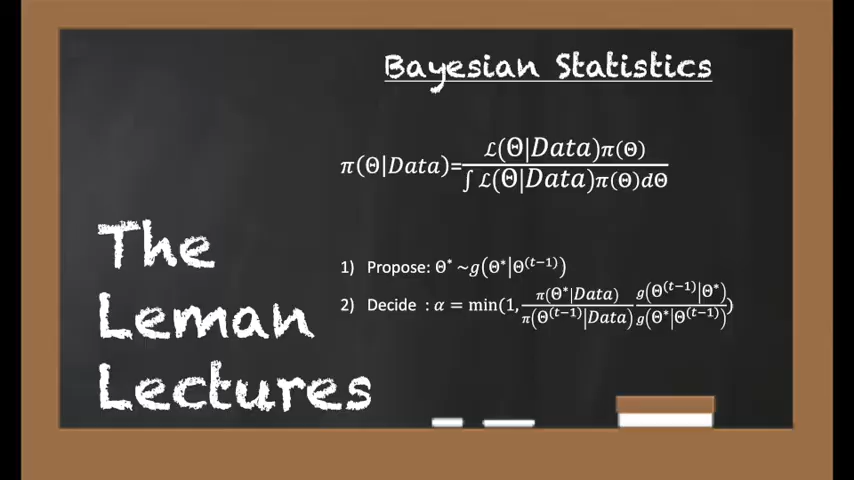 Bayesian Statistics
π(Θ|Data)=ℒ(Θ|Data)π(Θ)/∫ℒ(Θ|Data)π(Θ)dΘ
The
Leman
Lectures
1) Propose: Θ* ~g(Θ*|Θ^(t−1))
2) Decide : α = min(1, π(Θ*|Data)/π(Θ^(t−1)|Data) g(Θ^(t−1)|Θ*)/g(Θ*|Θ^(t−1)))